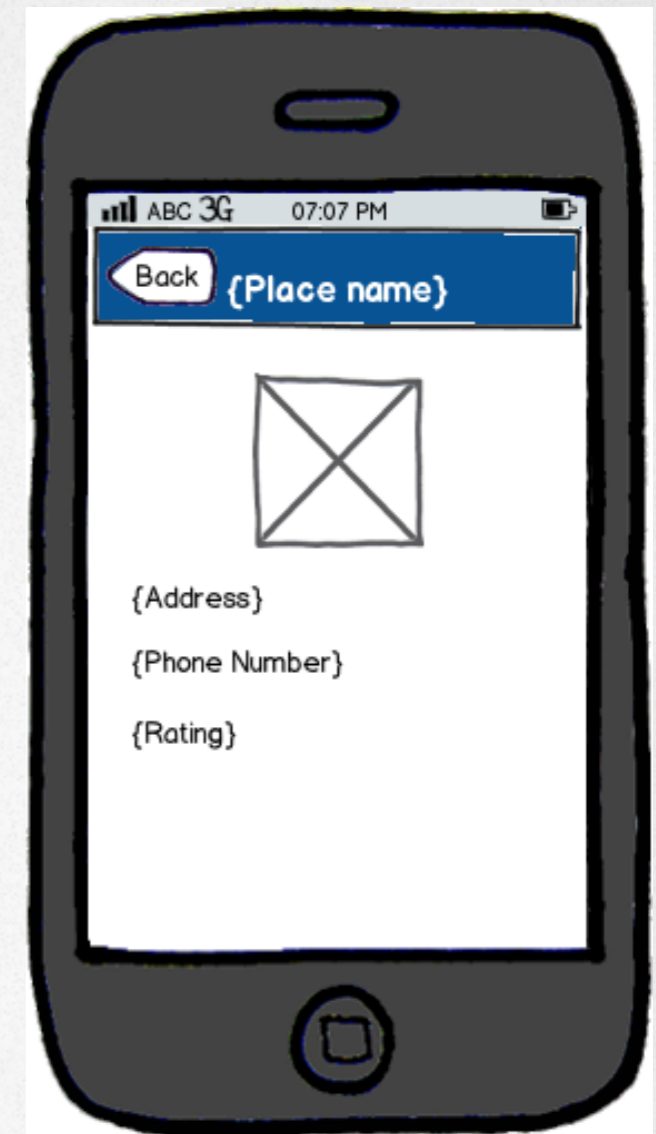 ABC 3G 07:07 PM
Back {Place name}
{Address}
{Phone Number}
{Rating}